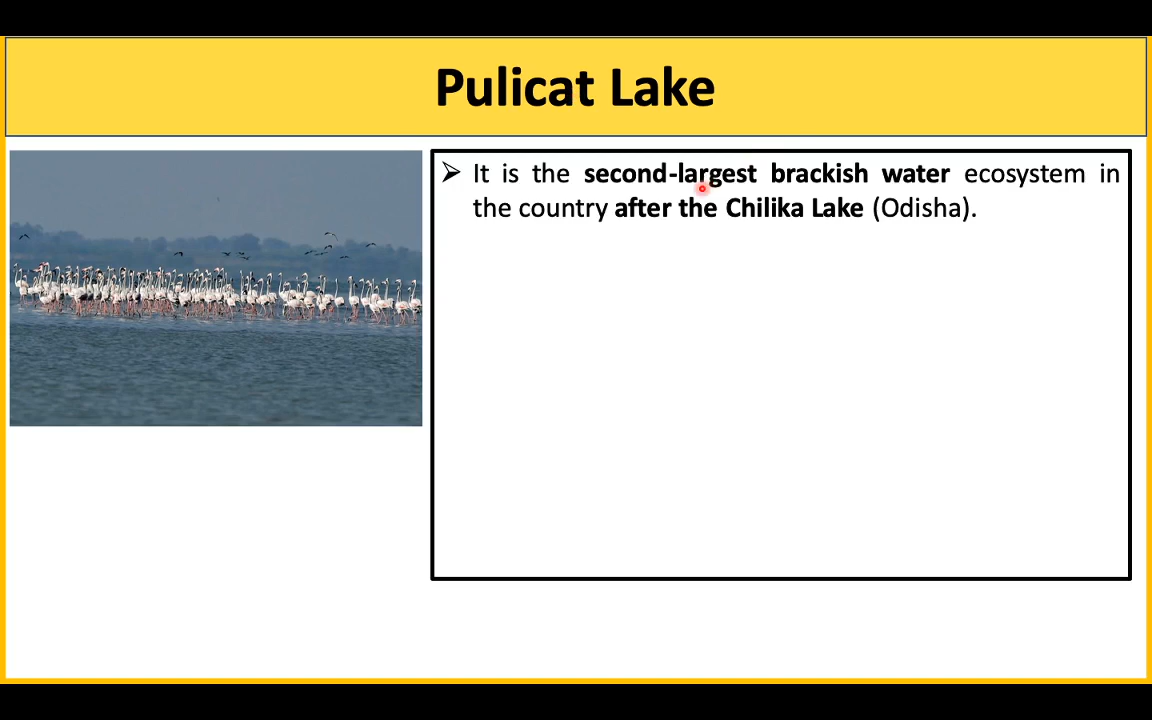 Pulicat Lake
➢ It is the second-largest brackish water ecosystem in
the country after the Chilika Lake (Odisha).